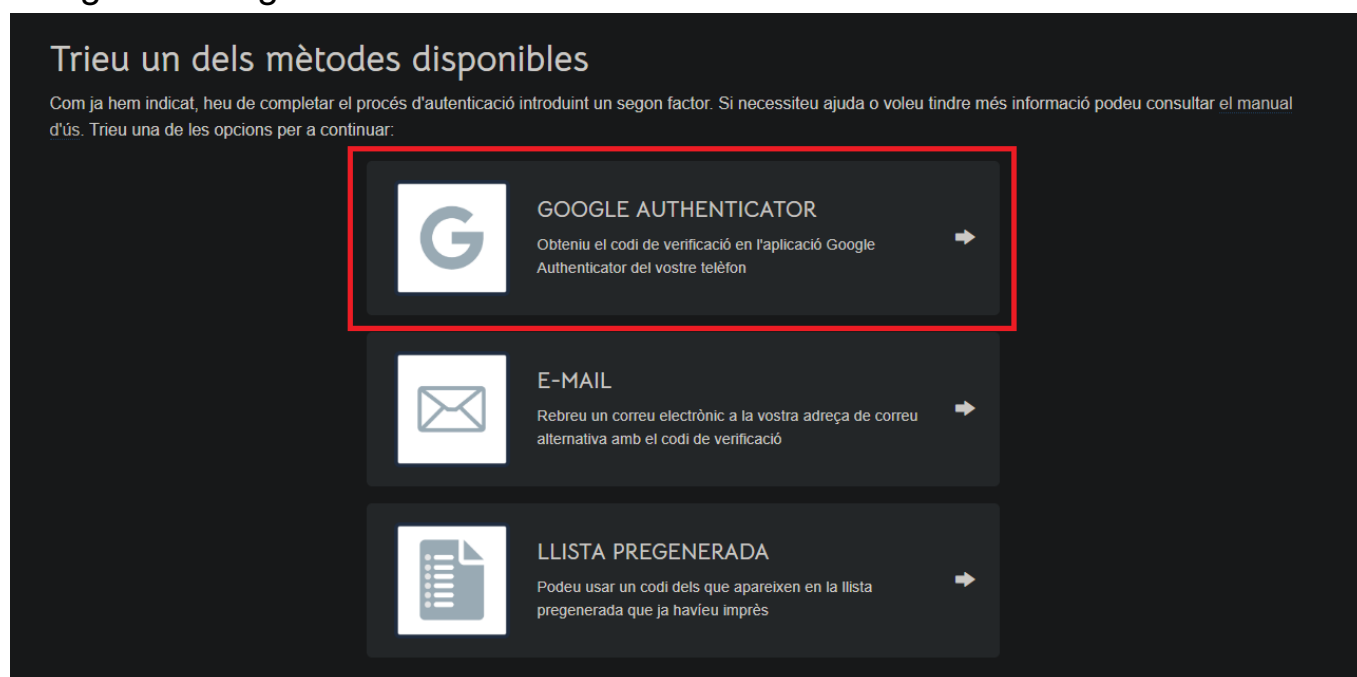 Trieu un dels mètodes disponibles
Com ja hem indicat, heu de completar el procés d'autenticació introduint un segon factor. Si necessiteu ajuda o voleu tindre més informació podeu consultar el manual
d'ús. Trieu una de les opcions per a continuar:
GOOGLE AUTHENTICATOR
Obteniu el codi de verificació en l'aplicació Google
Authenticator del vostre telèfon
E-MAIL
Rebreu un correu electrònic a la vostra adreça de correu
alternativa amb el codi de verificació
LLISTA PREGENERADA
Podeu usar un codi dels que apareixen en la llista
pregenerada que ja havíeu imprès